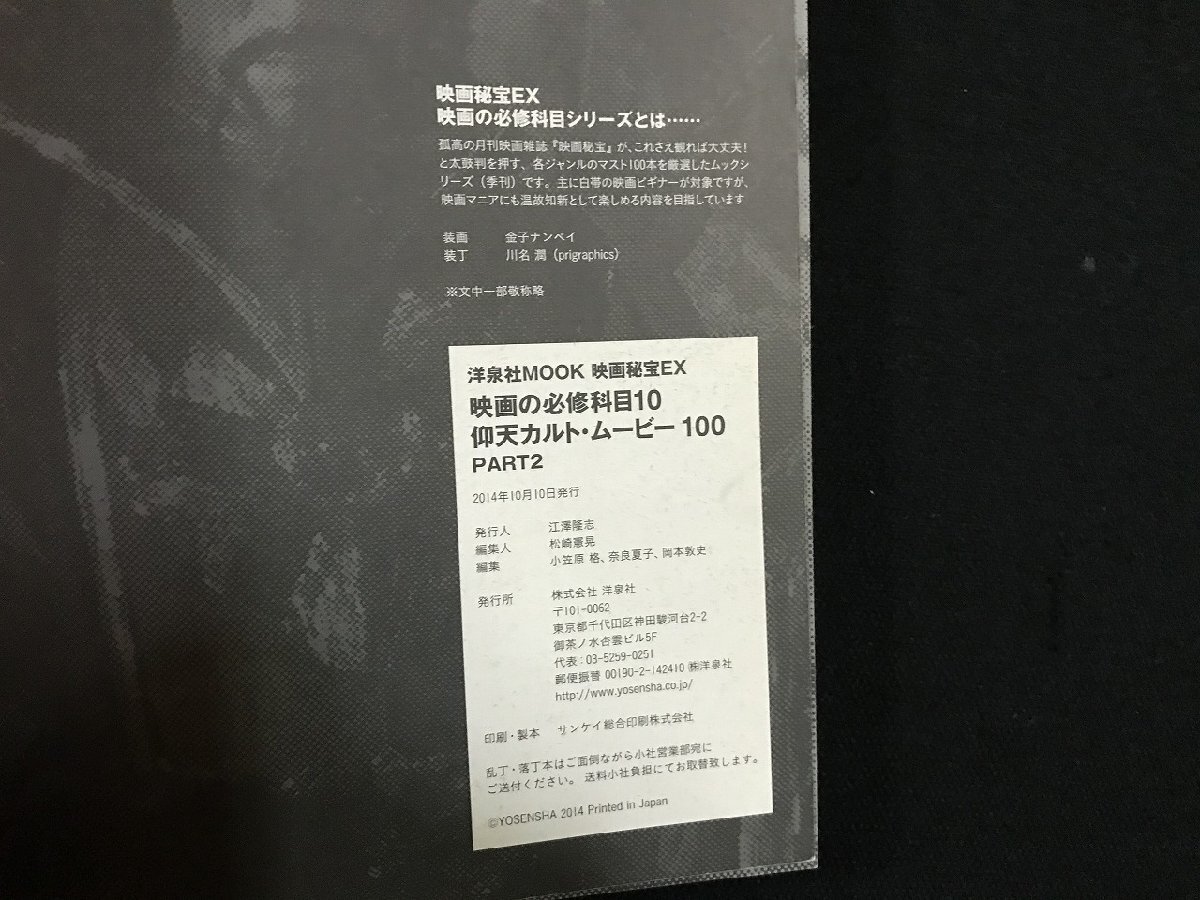 映画秘宝EX
映画の必修科目シリーズとは……
孤高の月刊映画雑誌『映画秘宝』が、これさえ観れば大丈夫!
と太鼓判を押す、各ジャンルのマスト100本を厳選したムックシ
リーズ（季刊）です。主に白帯の映画ビギナーが対象ですが、
映画マニアにも温故知新として楽しめる内容を目指しています
装画 金子ナンペイ
装丁 川名 潤（prigraphics）
※文中一部敬称略
洋泉社MOOK 映画秘宝EX
映画の必修科目10
仰天カルト・ムービー 100
PART2
2014年10月10日発行
発行人 江澤隆志
編集人 松崎憲晃
編集 小笠原 格、奈良夏子、岡本敦史
発行所 株式会社 洋泉社
〒101-0062
東京都千代田区神田駿河台2-2
御茶ノ水杏雲ビル5F
代表：03-5259-0251
郵便振替 00190-2-142410 ㈱洋泉社
http://www.yosensha.co.jp/
印刷・製本 サンケイ総合印刷株式会社
乱丁・落丁本はご面倒ながら小社営業部宛に
ご送付ください。 送料小社負担にてお取替致します。
©YOSENSHA 2014 Printed in Japan